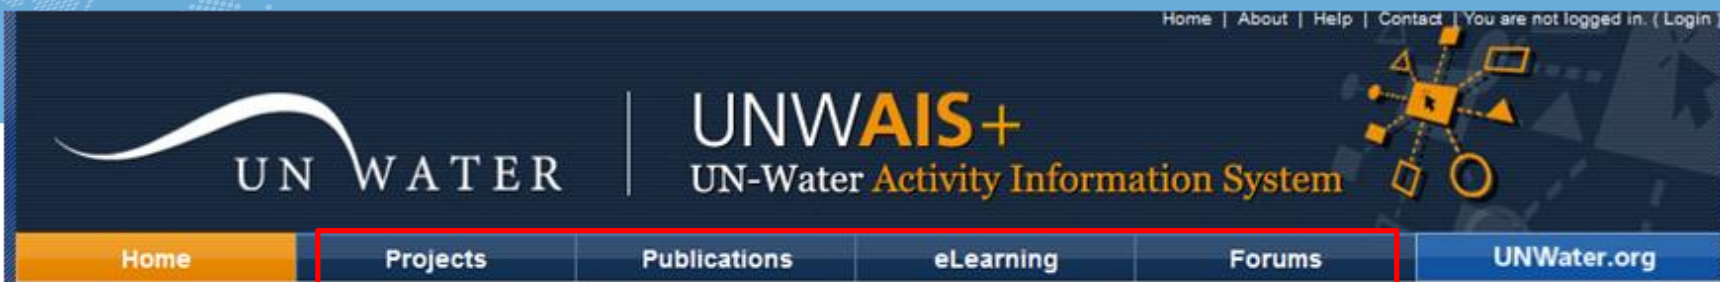 Home | About | Help | Contact | You are not logged in. ( Login )
UN WATER
UNWAIS+
UN-Water Activity Information System
Home Projects Publications eLearning Forums UNWater.org